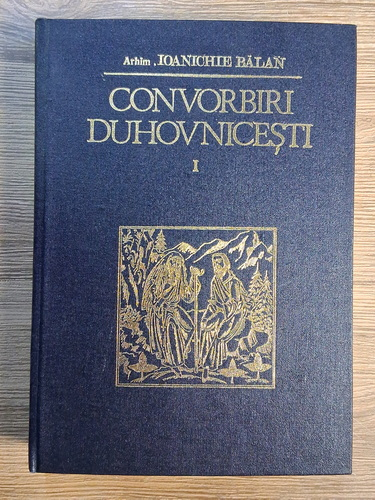 Arhim. IOANICHIE BĂLAN
CONVORBIRI
DUHOVNICEȘTI
I